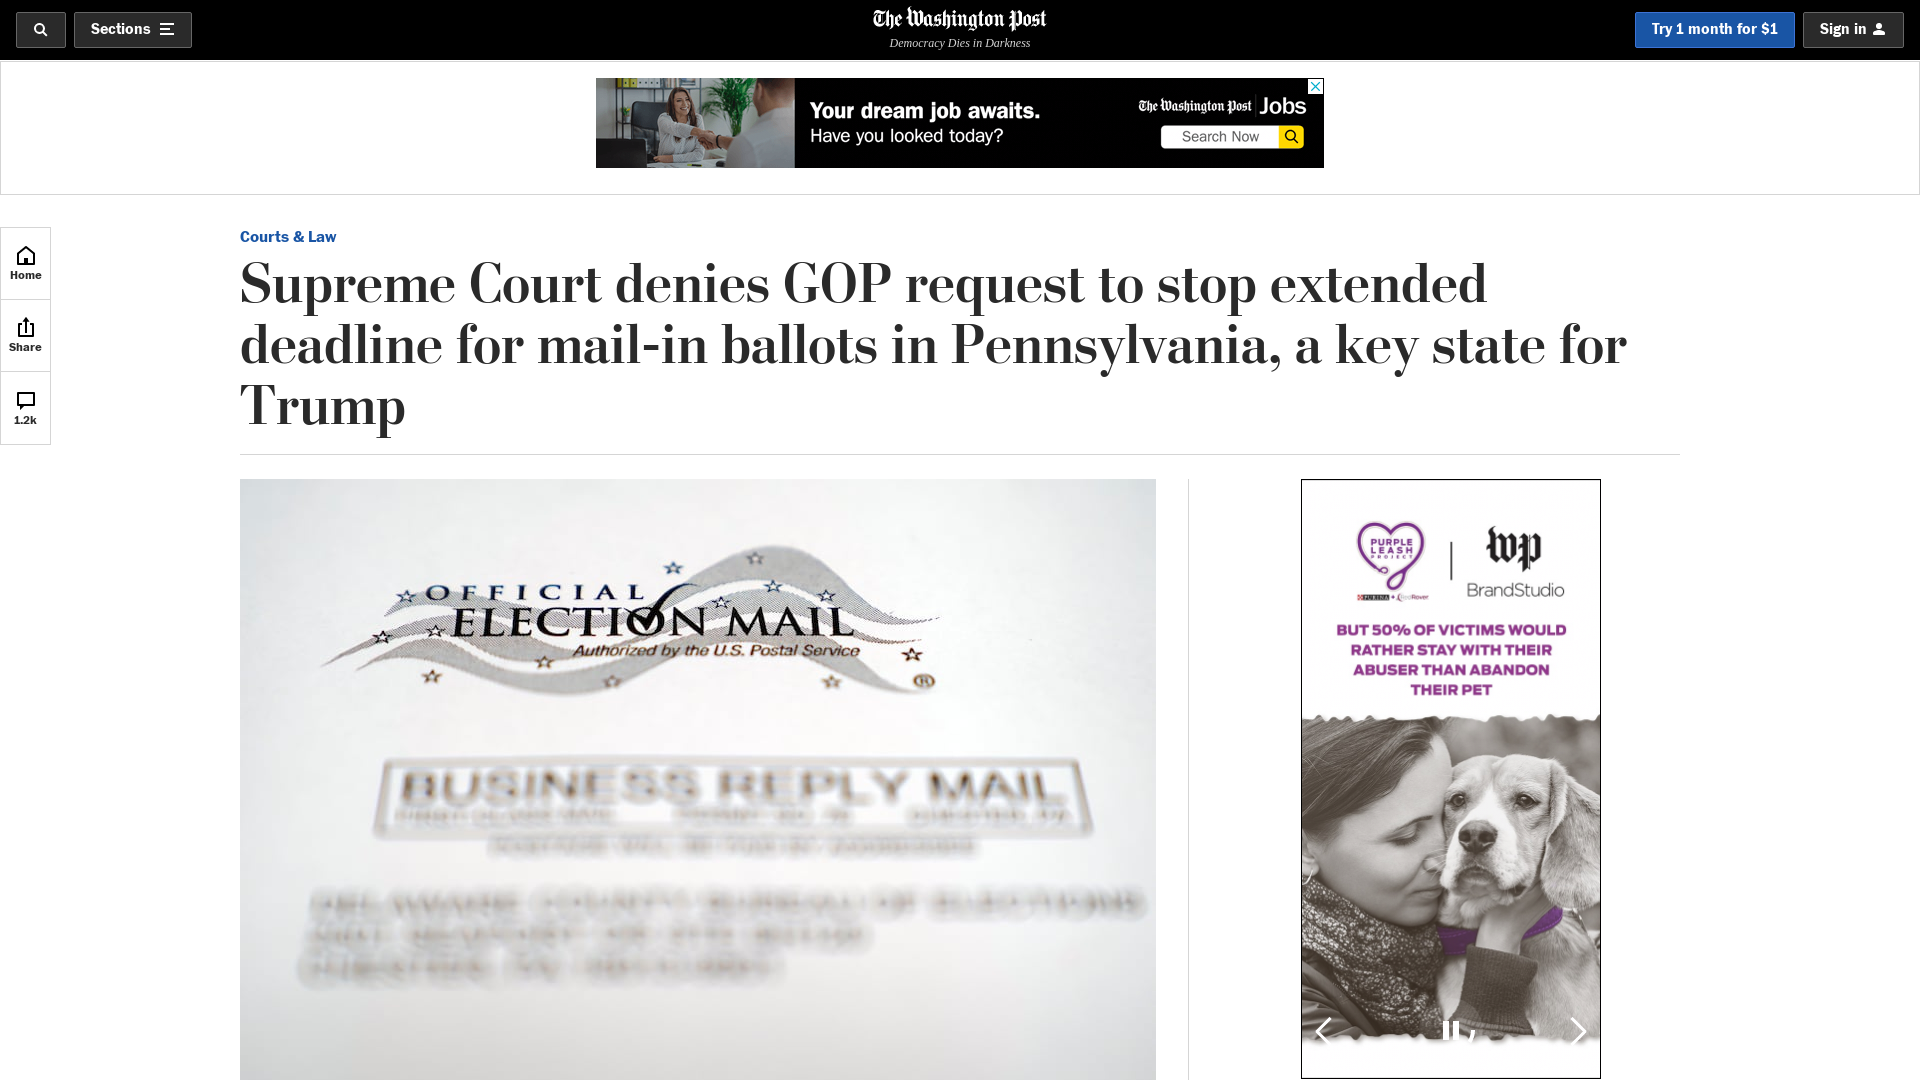 Sections
The Washington Post
Democracy Dies in Darkness
Try 1 month for $1
Sign in
Your dream job awaits.
Have you looked today?
The Washington Post Jobs
Search Now
Home
Share
1.2k
Courts & Law
Supreme Court denies GOP request to stop extended
deadline for mail-in ballots in Pennsylvania, a key state for
Trump
OFFICIAL
ELECTION MAIL
Authorized by the U.S. Postal Service
®
BUSINESS REPLY MAIL
PURPLE
LEASH
PROJECT
PURINA
wp
BrandStudio
BUT 50% OF VICTIMS WOULD
RATHER STAY WITH THEIR
ABUSER THAN ABANDON
THEIR PET